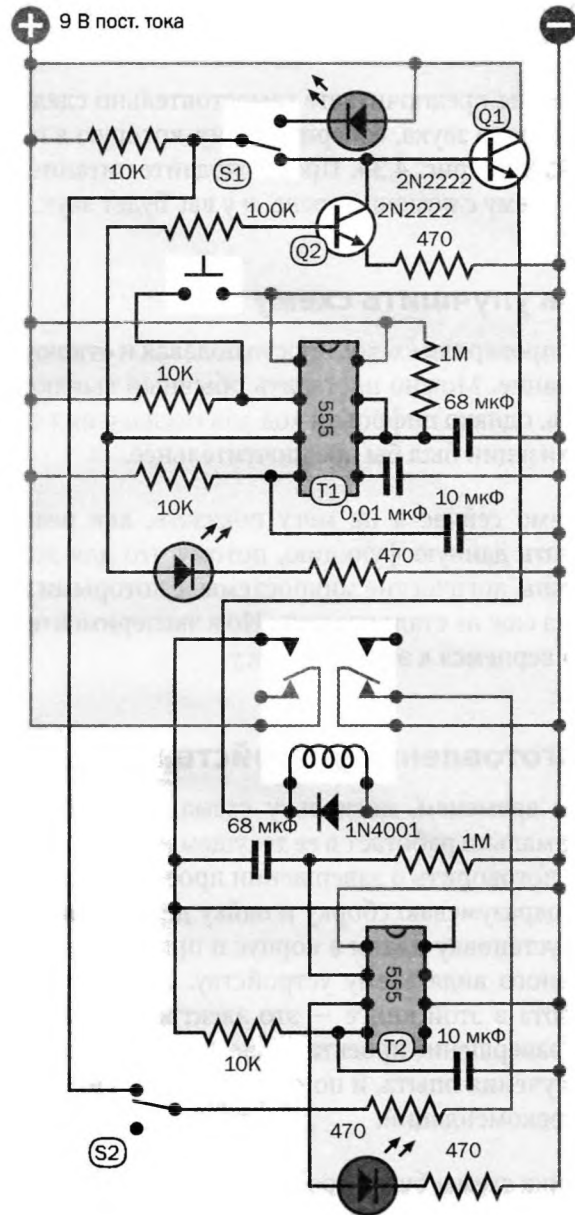 9 В пост. тока
Q1
10K
S1
2N2222
100K
2N2222
Q2
470
1M
10K
555
68 мкФ
T1
0,01 мкФ
10 мкФ
10K
470
68 мкФ
1N4001
1M
555
T2
10 мкФ
10K
S2
470
470